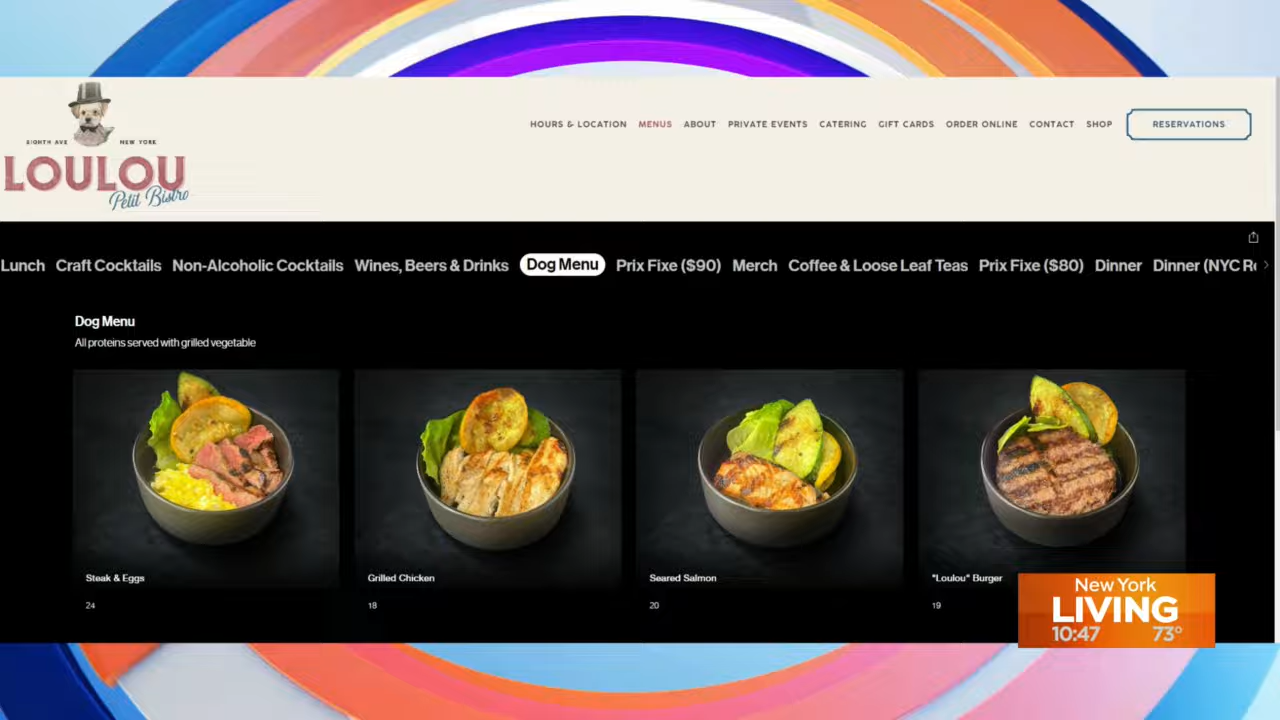 EIGHTH AVE NEW YORK
LOULOU
Petit Bistro
HOURS & LOCATION MENUS ABOUT PRIVATE EVENTS CATERING GIFT CARDS ORDER ONLINE CONTACT SHOP RESERVATIONS
Lunch Craft Cocktails Non-Alcoholic Cocktails Wines, Beers & Drinks Dog Menu Prix Fixe ($90) Merch Coffee & Loose Leaf Teas Prix Fixe ($80) Dinner Dinner (NYC Re
Dog Menu
All proteins served with grilled vegetable
Steak & Eggs Grilled Chicken Seared Salmon "Loulou" Burger
24 18 20 19
New York
LIVING
10:47 73°